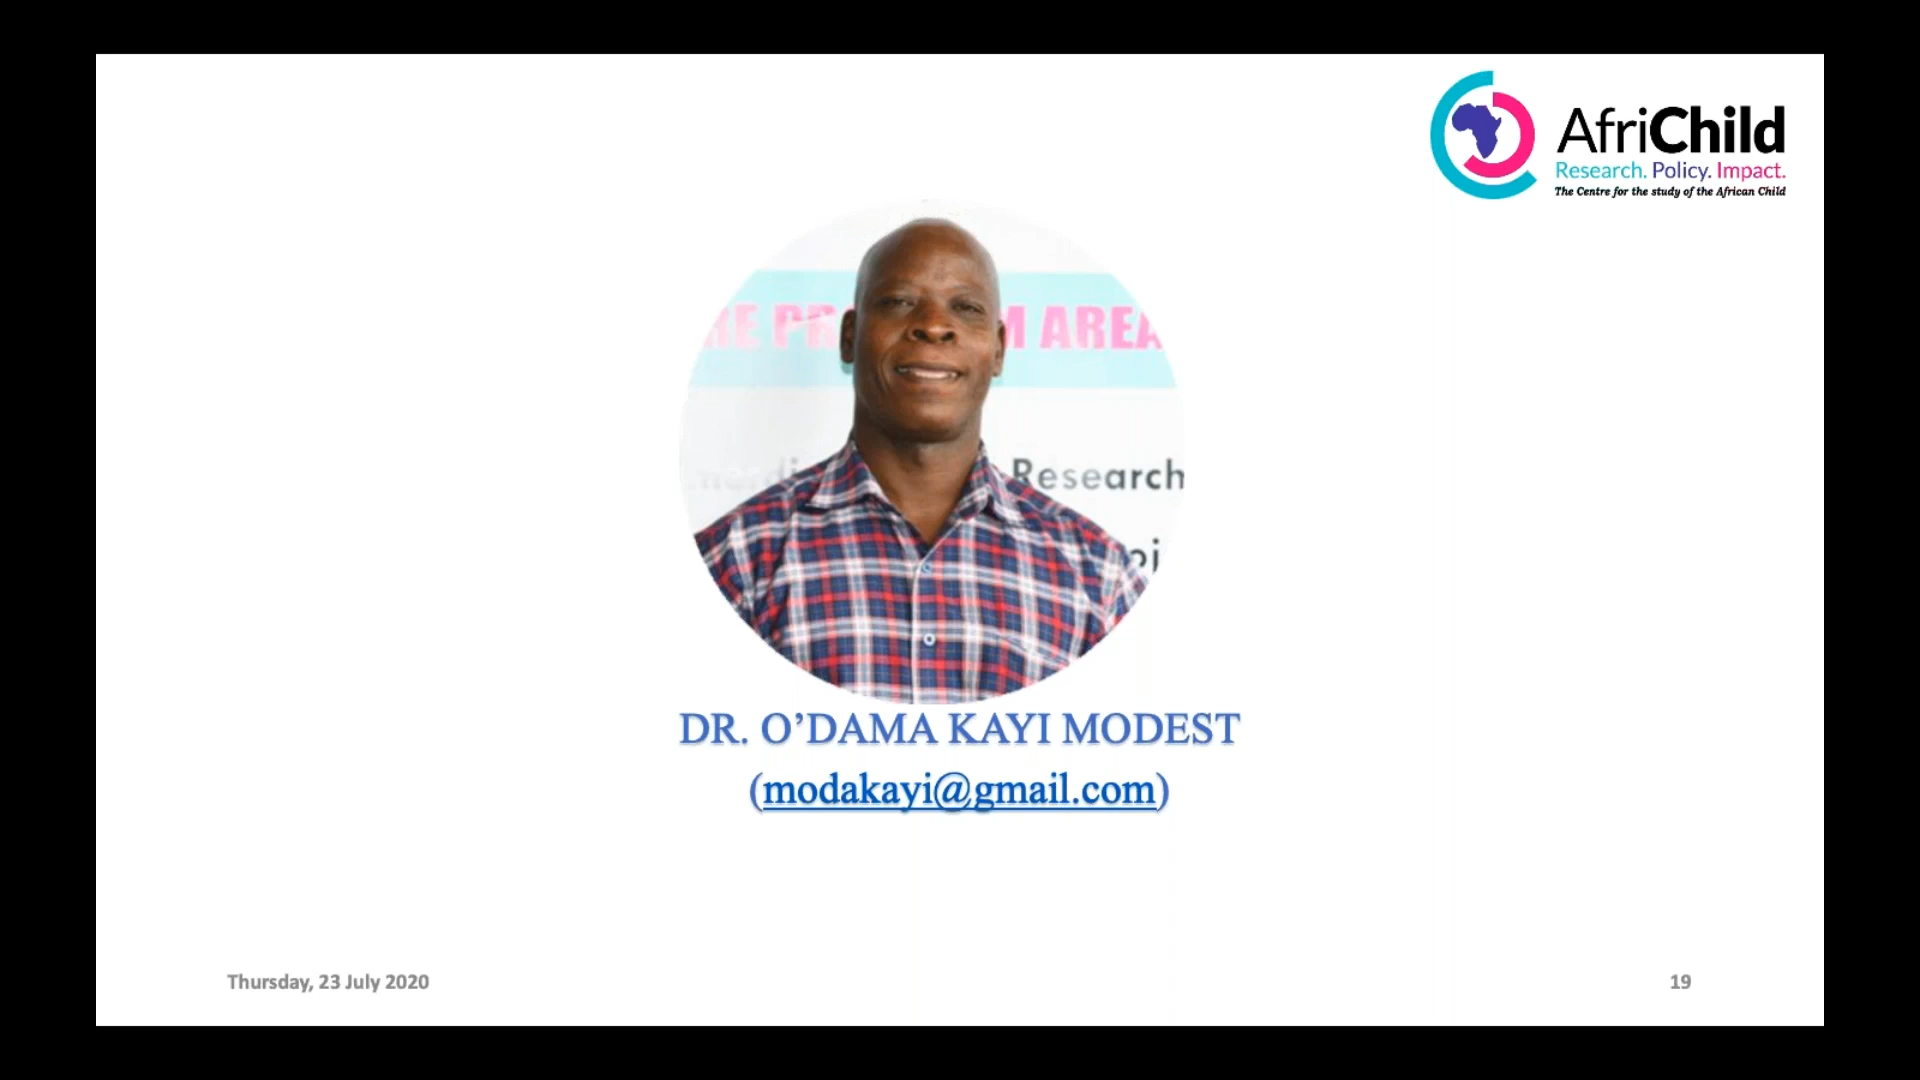 AfriChild
Research. Policy. Impact.
The Centre for the study of the African Child
AREA
Research
DR. O’DAMA KAYI MODEST
(modakayi@gmail.com)
Thursday, 23 July 2020
19